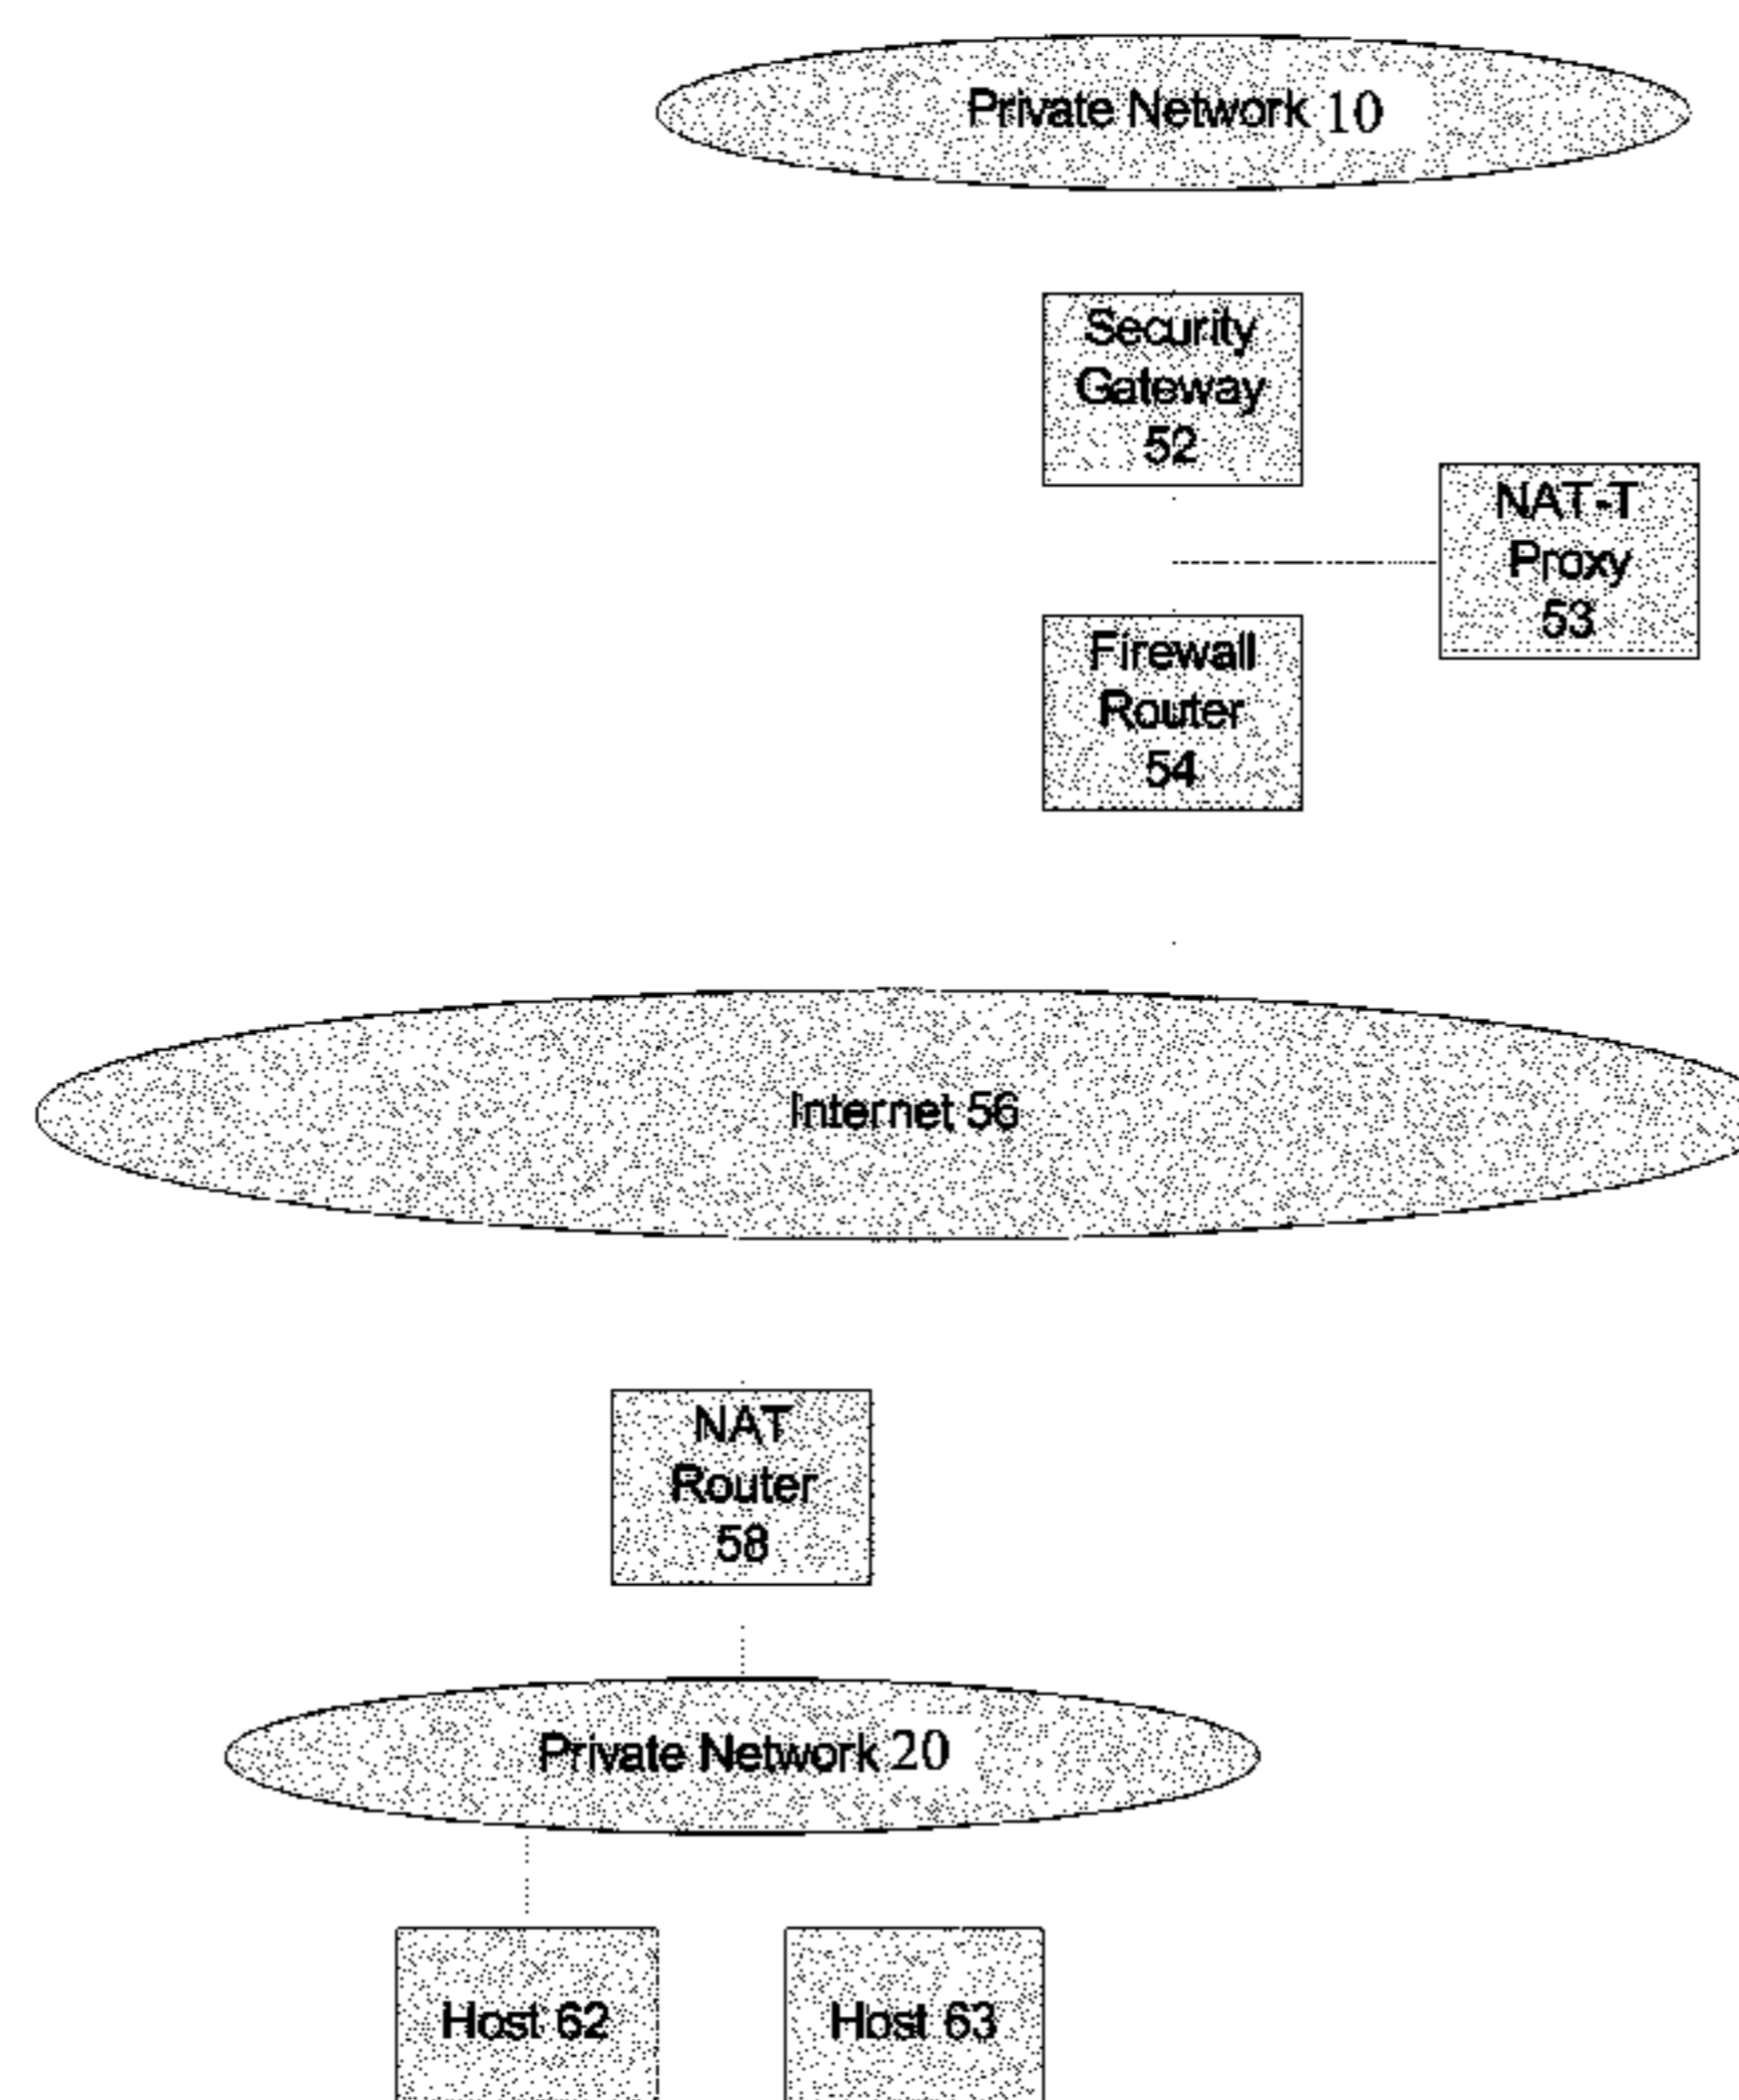 Private Network 10
Security
Gateway
52
NAT-T
Proxy
53
Firewall
Router
54
Internet 56
NAT
Router
58
Private Network 20
Host 62
Host 63